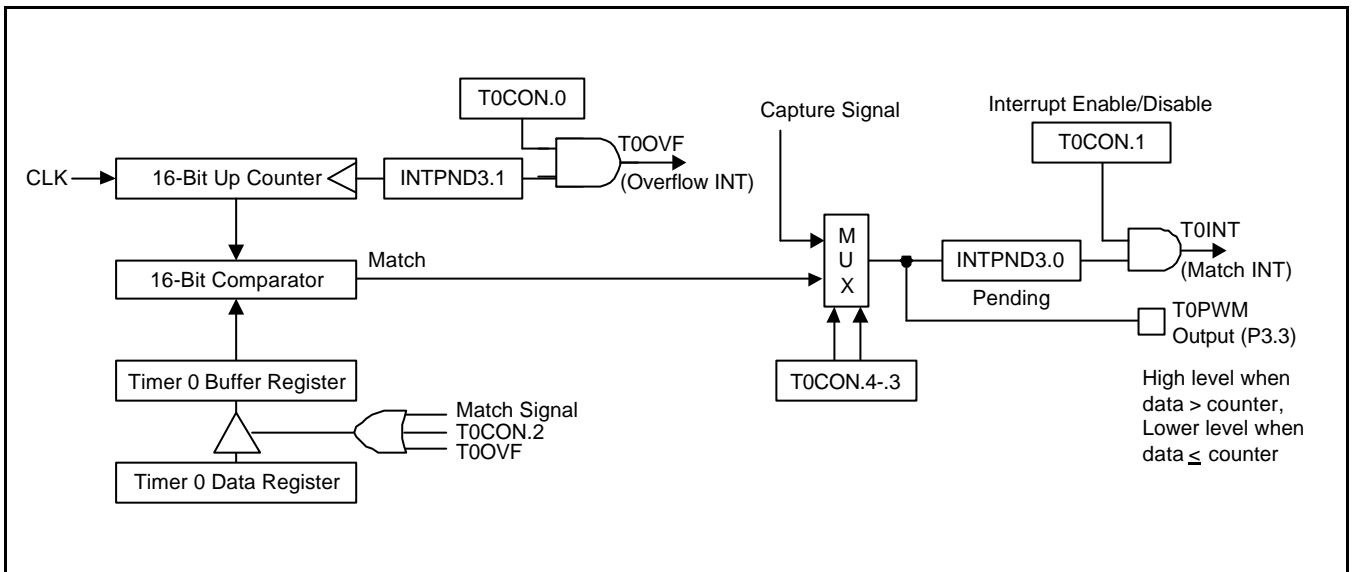 T0CON.0
Capture Signal
Interrupt Enable/Disable
T0CON.1
CLK
16-Bit Up Counter
INTPND3.1
T0OVF
(Overflow INT)
M
U
X
16-Bit Comparator
Match
INTPND3.0
Pending
T0INT
(Match INT)
T0PWM
Output (P3.3)
Timer 0 Buffer Register
T0CON.4-.3
Match Signal
T0CON.2
T0OVF
Timer 0 Data Register
High level when
data > counter,
Lower level when
data ≤ counter